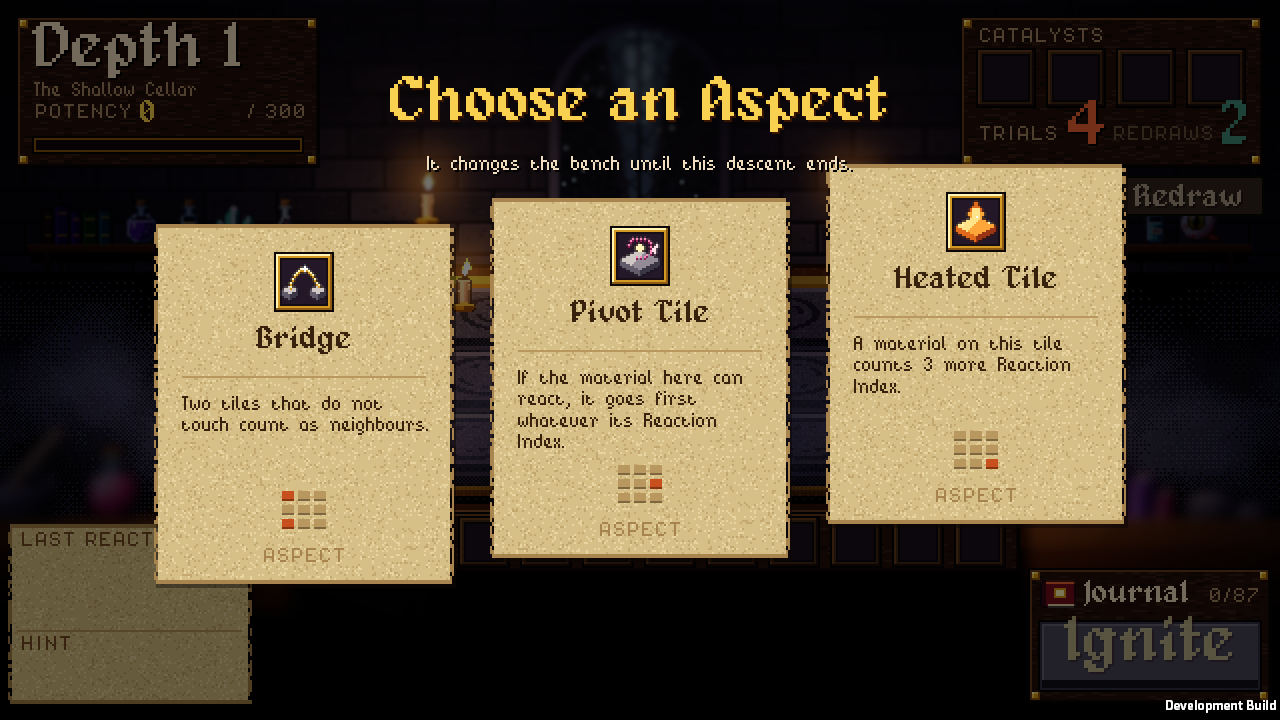 Depth 1
The Shallow Cellar
POTENCY 0 / 300
Choose an Aspect
It changes the bench until this descent ends.
CATALYSTS
TRIALS 4 REDRAWS 2
Redraw
Bridge
Two tiles that do not
touch count as neighbours.
ASPECT
Pivot Tile
If the material here can
react, it goes first
whatever its Reaction
Index.
ASPECT
Heated Tile
A material on this tile
counts 3 more Reaction
Index.
ASPECT
LAST REACT
HINT
Journal 0/87
Ignite
Development Build